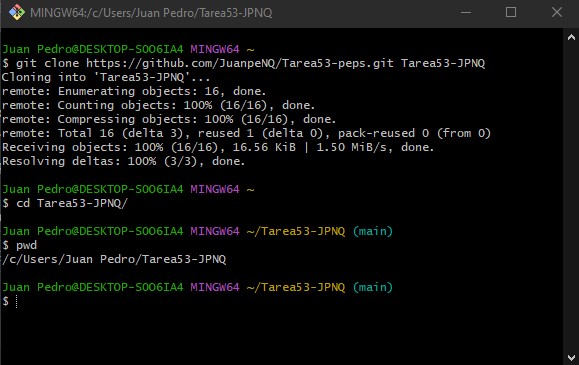 MINGW64:/c/Users/Juan Pedro/Tarea53-JPNQ
Juan Pedro@DESKTOP-SOO6IA4 MINGW64 ~
$ git clone https://github.com/JuanpeNQ/Tarea53-peps.git Tarea53-JPNQ
Cloning into 'Tarea53-JPNQ'...
remote: Enumerating objects: 16, done.
remote: Counting objects: 100% (16/16), done.
remote: Compressing objects: 100% (16/16), done.
remote: Total 16 (delta 3), reused 1 (delta 0), pack-reused 0 (from 0)
Receiving objects: 100% (16/16), 16.56 KiB | 1.50 MiB/s, done.
Resolving deltas: 100% (3/3), done.
Juan Pedro@DESKTOP-SOO6IA4 MINGW64 ~
$ cd Tarea53-JPNQ/
Juan Pedro@DESKTOP-SOO6IA4 MINGW64 ~/Tarea53-JPNQ (main)
$ pwd
/c/Users/Juan Pedro/Tarea53-JPNQ
Juan Pedro@DESKTOP-SOO6IA4 MINGW64 ~/Tarea53-JPNQ (main)
$